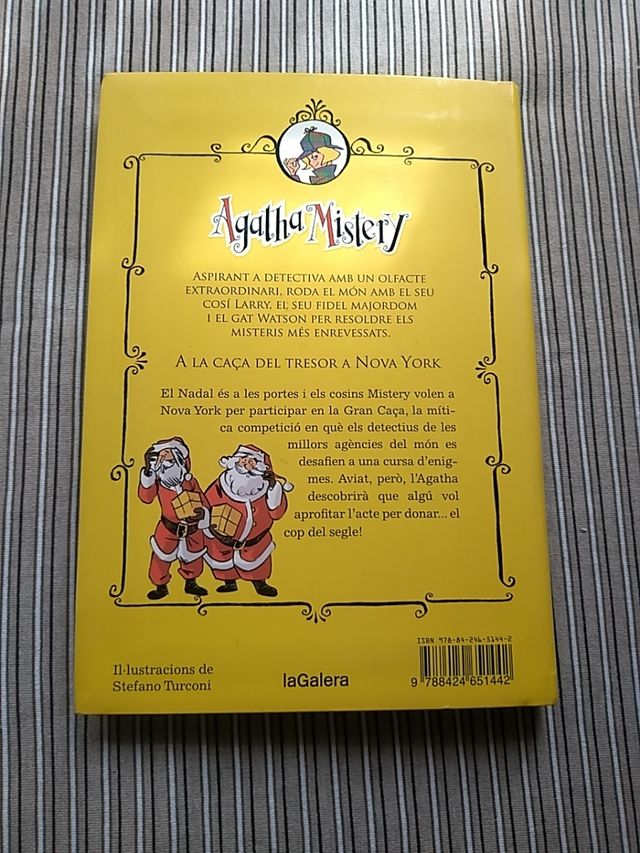 Agatha Mistery
Aspirant a detectiva amb un olfacte
extraordinari, roda el món amb el seu
cosí Larry, el seu fidel majordom
i el gat Watson per resoldre els
misteris més enrevessats.
A la caça del tresor a Nova York
El Nadal és a les portes i els cosins Mistery volen a
Nova York per participar en la Gran Caça, la míti-
ca competició en què els detectius de les
millors agències del món es
desafien a una cursa d'enig-
mes. Aviat, però, l'Agatha
descobrirà que algú vol
aprofitar l'acte per donar... el
cop del segle!
ISBN 978-84-246-5144-2
Il·lustracions de
Stefano Turconi
laGalera
9 788424 651442